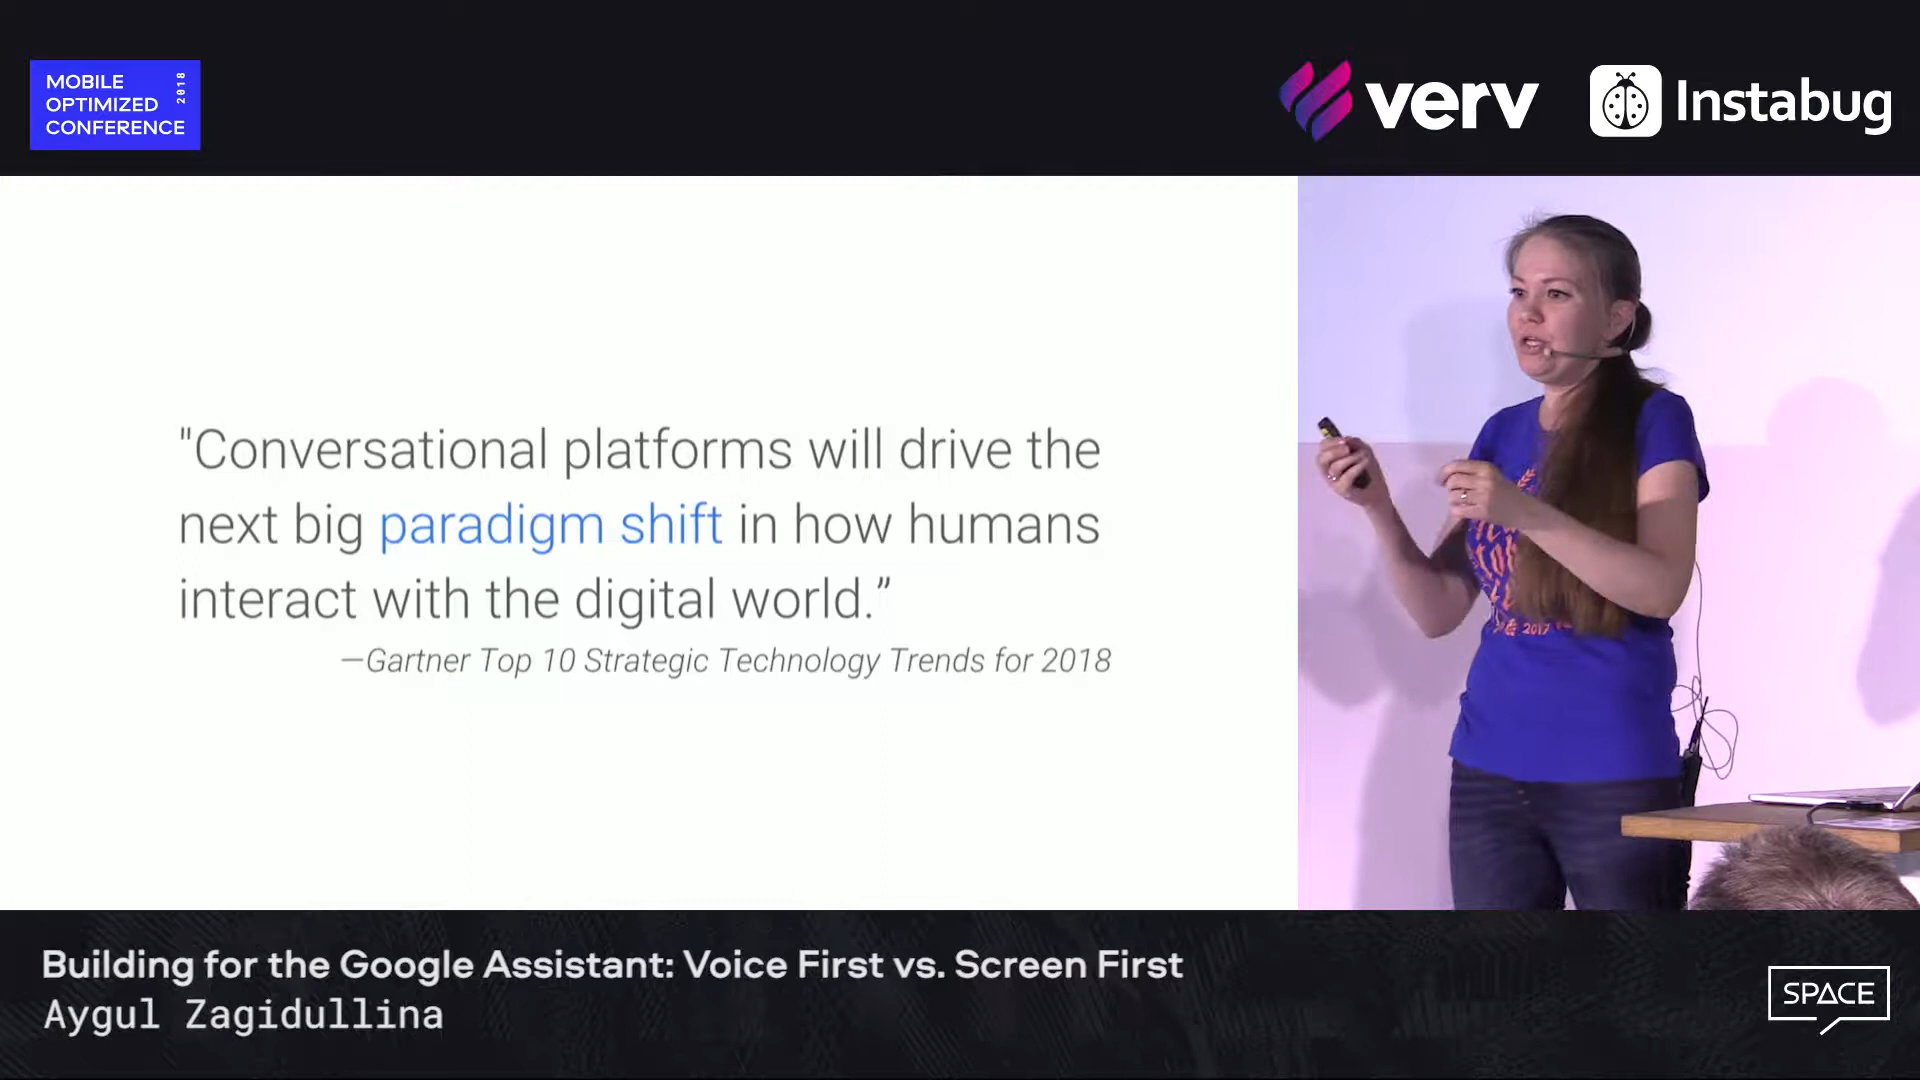 MOBILE
OPTIMIZED
CONFERENCE
2018
verv
Instabug
"Conversational platforms will drive the
next big paradigm shift in how humans
interact with the digital world.”
—Gartner Top 10 Strategic Technology Trends for 2018
2017
Building for the Google Assistant: Voice First vs. Screen First
Aygul Zagidullina
SPACE